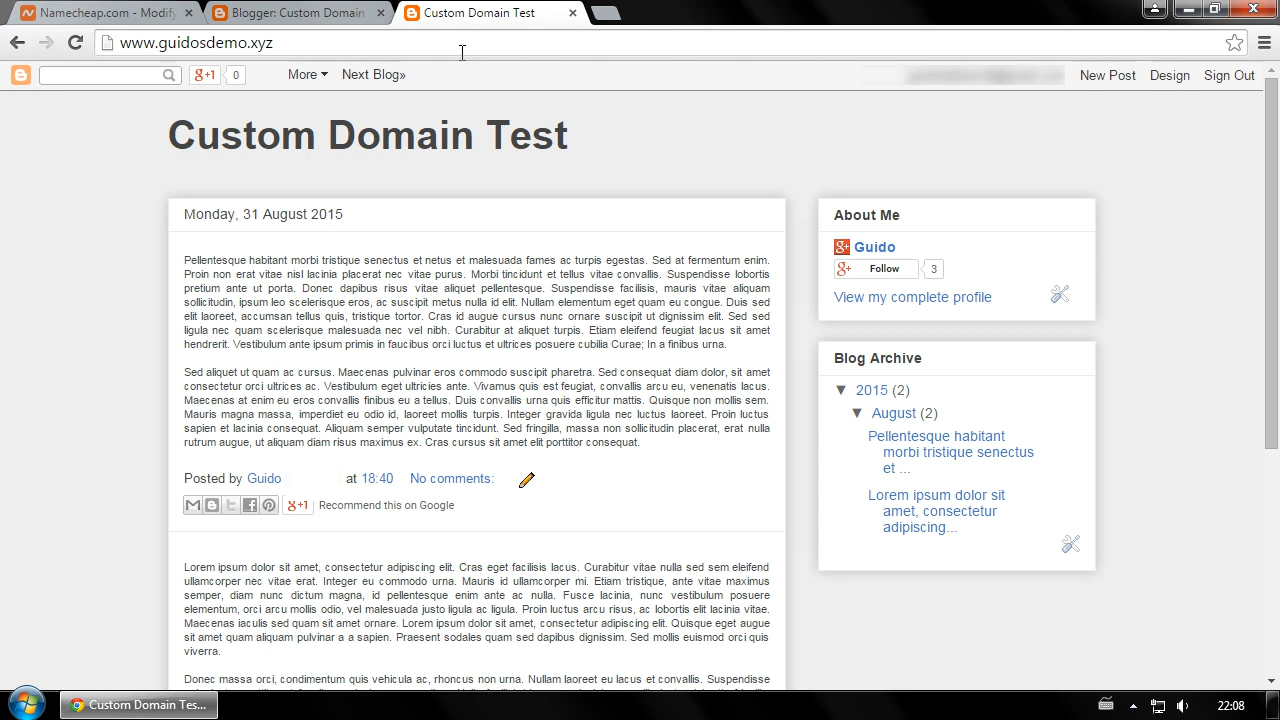 Namecheap.com - Modify
Blogger: Custom Domain
Custom Domain Test
www.guidosdemo.xyz
g+1 0 More Next Blog» New Post Design Sign Out
Custom Domain Test
Monday, 31 August 2015
Pellentesque habitant morbi tristique senectus et netus et malesuada fames ac turpis egestas. Sed at fermentum enim.
Proin non erat vitae nisl lacinia placerat nec vitae purus. Morbi tincidunt et tellus vitae convallis. Suspendisse lobortis
pretium ante ut porta. Donec dapibus risus vitae aliquet pellentesque. Suspendisse facilisis, mauris vitae aliquam
sollicitudin, ipsum leo scelerisque eros, ac suscipit metus nulla id elit. Nullam elementum eget quam eu congue. Duis sed
elit laoreet, accumsan tellus quis, tristique tortor. Cras id augue cursus nunc ornare suscipit ut dignissim elit. Sed sed
ligula nec quam scelerisque malesuada nec vel nibh. Curabitur at aliquet turpis. Etiam eleifend feugiat lacus sit amet
hendrerit. Vestibulum ante ipsum primis in faucibus orci luctus et ultrices posuere cubilia Curae; In a finibus urna.
Sed aliquet ut quam ac cursus. Maecenas pulvinar eros commodo suscipit pharetra. Sed consequat diam dolor, sit amet
consectetur orci ultrices ac. Vestibulum eget ultricies ante. Vivamus quis est feugiat, convallis arcu eu, venenatis lacus.
Maecenas at enim eu eros convallis finibus eu a tellus. Duis convallis urna quis efficitur mattis. Quisque non mollis sem.
Mauris magna massa, imperdiet eu odio id, laoreet mollis turpis. Integer gravida ligula nec luctus laoreet. Proin luctus
sapien et lacinia consequat. Aliquam semper vulputate tincidunt. Sed fringilla, massa non sollicitudin placerat, erat nulla
rutrum augue, ut aliquam diam risus maximus ex. Cras cursus sit amet elit porttitor consequat.
Posted by Guido at 18:40 No comments:
g+1 Recommend this on Google
Lorem ipsum dolor sit amet, consectetur adipiscing elit. Cras eget facilisis lacus. Curabitur vitae nulla sed sem eleifend
ullamcorper nec vitae erat. Integer eu commodo urna. Mauris id ullamcorper mi. Etiam tristique, ante vitae maximus
semper, diam nunc dictum magna, id pellentesque enim ante ac nulla. Fusce lacinia, nunc vestibulum posuere
elementum, orci arcu mollis odio, vel malesuada justo ligula ac ligula. Proin luctus arcu risus, ac lobortis elit lacinia vitae.
Maecenas iaculis sed quam sit amet ornare. Lorem ipsum dolor sit amet, consectetur adipiscing elit. Quisque eget augue
sit amet quam aliquam pulvinar a a sapien. Praesent sodales quam sed dapibus dignissim. Sed mollis euismod orci quis
viverra.
Donec massa orci, condimentum quis vehicula ac, rhoncus non urna. Nullam laoreet eu lacus et convallis. Suspendisse
About Me
g+ Guido
g+ Follow 3
View my complete profile
Blog Archive
2015 (2)
August (2)
Pellentesque habitant
morbi tristique senectus
et ...
Lorem ipsum dolor sit
amet, consectetur
adipiscing...
Custom Domain Tes...
22:08